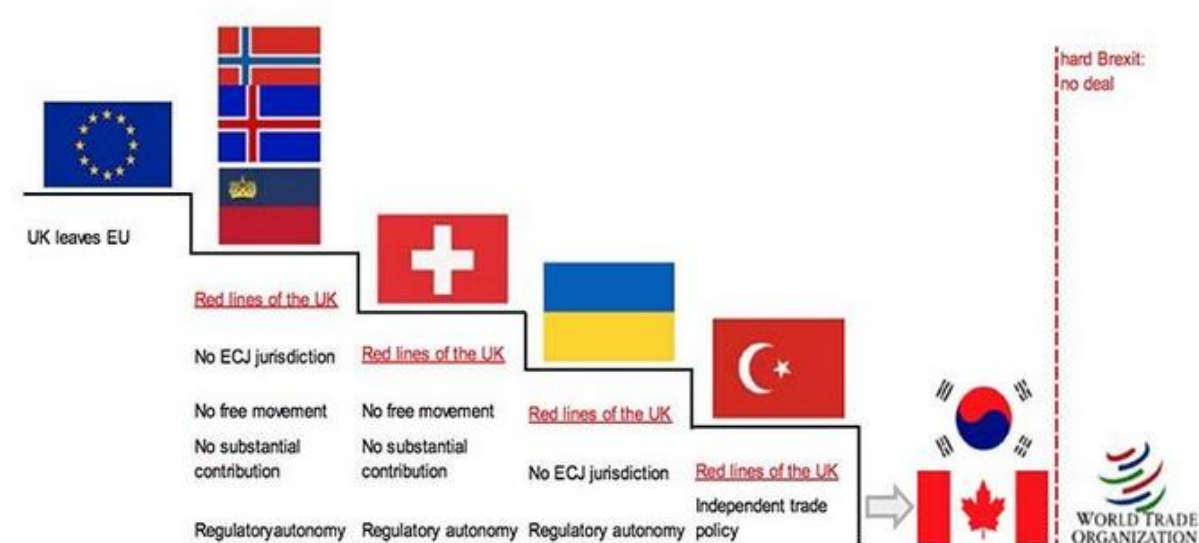 hard Brexit:
no deal
UK leaves EU
Red lines of the UK
No ECJ jurisdiction
No free movement
No substantial
contribution
Regulatoryautonomy
Red lines of the UK
No free movement
No substantial
contribution
Regulatory autonomy
Red lines of the UK
No ECJ jurisdiction
Regulatory autonomy
Red lines of the UK
Independent trade
policy
WORLD TRADE
ORGANIZATION